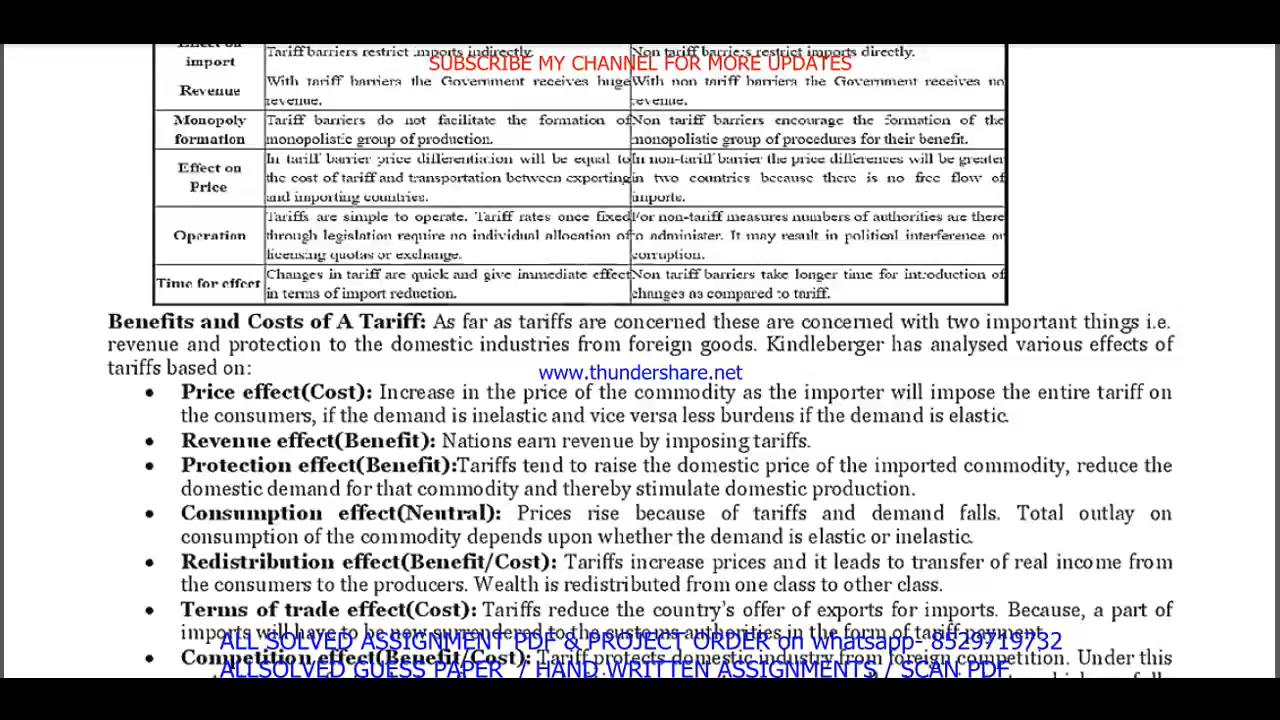 Effect on import
Tariff barriers restrict imports indirectly.
Non tariff barriers restrict imports directly.
SUBSCRIBE MY CHANNEL FOR MORE UPDATES
Revenue
With tariff barriers the Government receives huge
revenue.
With non tariff barriers the Government receives no
revenue.
Monopoly
formation
Tariff barriers do not facilitate the formation of
monopolistic group of production.
Non tariff barriers encourage the formation of the
monopolistic group of procedures for their benefit.
Effect on
Price
In tariff barrier price differentiation will be equal to
the cost of tariff and transportation between exporting
and importing countries.
In non-tariff barrier the price differences will be greater
in two countries because there is no free flow of
imports.
Operation
Tariffs are simple to operate. Tariff rates once fixed
through legislation require no individual allocation of
licensing quotas or exchange.
For non-tariff measures numbers of authorities are there
to administer. It may result in political interference or
corruption.
Time for effect
Changes in tariff are quick and give immediate effect
in terms of import reduction.
Non tariff barriers take longer time for introduction of
changes as compared to tariff.
Benefits and Costs of A Tariff: As far as tariffs are concerned these are concerned with two important things i.e.
revenue and protection to the domestic industries from foreign goods. Kindleberger has analysed various effects of
tariffs based on:
www.thundershare.net
• Price effect(Cost): Increase in the price of the commodity as the importer will impose the entire tariff on
the consumers, if the demand is inelastic and vice versa less burdens if the demand is elastic.
• Revenue effect(Benefit): Nations earn revenue by imposing tariffs.
• Protection effect(Benefit):Tariffs tend to raise the domestic price of the imported commodity, reduce the
domestic demand for that commodity and thereby stimulate domestic production.
• Consumption effect(Neutral): Prices rise because of tariffs and demand falls. Total outlay on
consumption of the commodity depends upon whether the demand is elastic or inelastic.
• Redistribution effect(Benefit/Cost): Tariffs increase prices and it leads to transfer of real income from
the consumers to the producers. Wealth is redistributed from one class to other class.
• Terms of trade effect(Cost): Tariffs reduce the country's offer of exports for imports. Because, a part of
imports will have to be now surrendered to the customs authorities in the form of tariff payment.
ALL SOLVED ASSIGNMENT PDF & PROJECT ORDER on whatsapp- 8529719732
• Competition effect(Benefit/Cost): Tariff protects domestic industry from foreign competition. Under this
ALLSOLVED GUESS PAPER / HAND WRITTEN ASSIGNMENTS / SCAN PDF